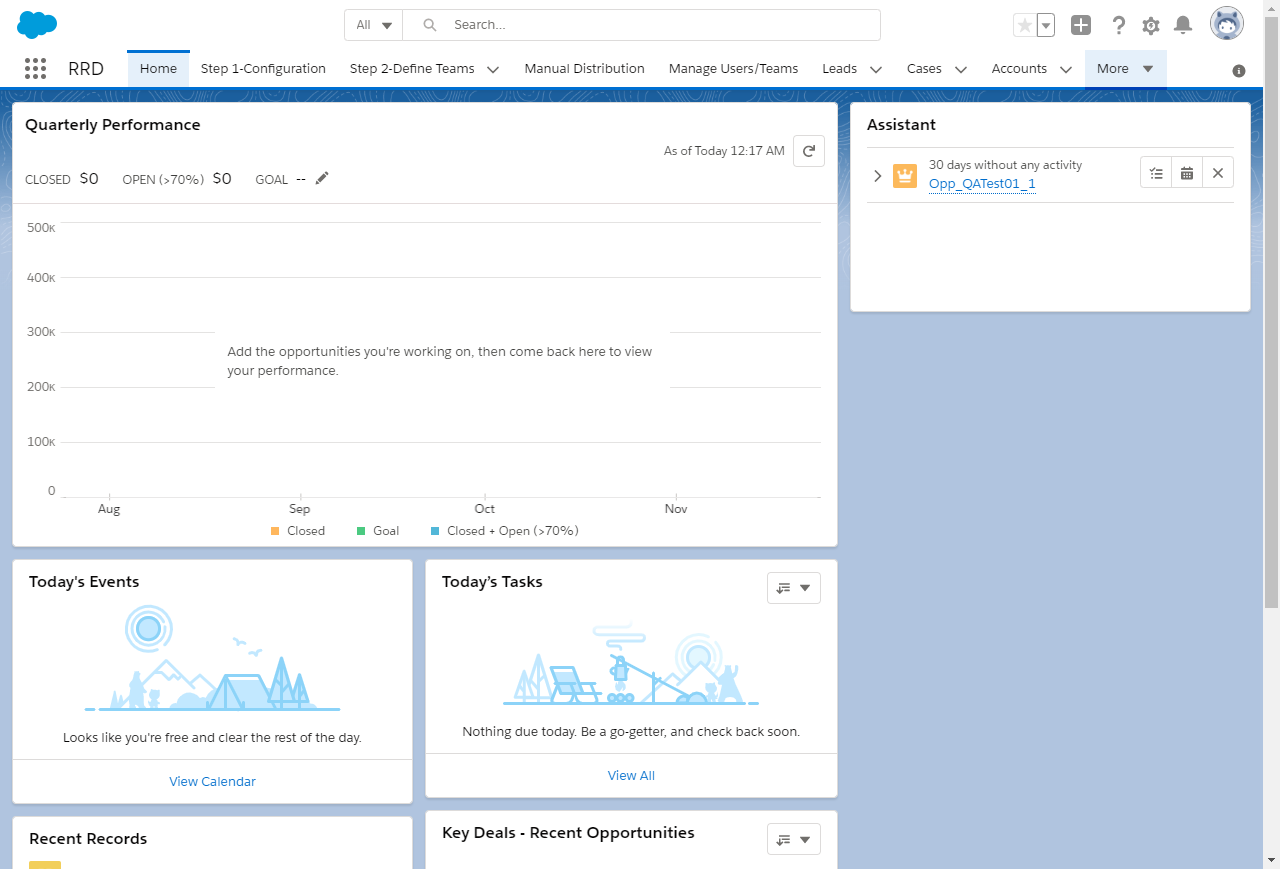 All
Search...
RRD
Home
Step 1-Configuration
Step 2-Define Teams
Manual Distribution
Manage Users/Teams
Leads
Cases
Accounts
More
Quarterly Performance
As of Today 12:17 AM
CLOSED $0 OPEN (>70%) $0 GOAL --
500K
400K
300K
200K
100K
0
Add the opportunities you're working on, then come back here to view
your performance.
Aug Sep Oct Nov
Closed Goal Closed + Open (>70%)
Assistant
30 days without any activity
Opp_QATest01_1
Today's Events
Looks like you're free and clear the rest of the day.
View Calendar
Today’s Tasks
Nothing due today. Be a go-getter, and check back soon.
View All
Recent Records
Key Deals - Recent Opportunities